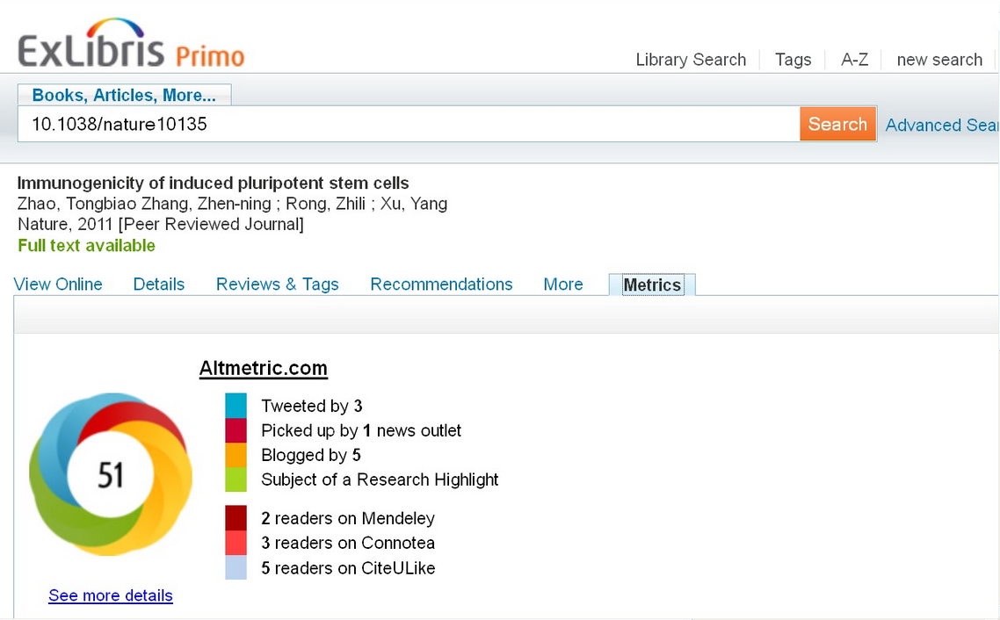 ExLibris Primo
Library Search Tags A-Z new search
Books, Articles, More...
10.1038/nature10135 Search Advanced Sear
Immunogenicity of induced pluripotent stem cells
Zhao, Tongbiao Zhang, Zhen-ning ; Rong, Zhili ; Xu, Yang
Nature, 2011 [Peer Reviewed Journal]
Full text available
View Online Details Reviews & Tags Recommendations More Metrics
Altmetric.com
Tweeted by 3
Picked up by 1 news outlet
Blogged by 5
Subject of a Research Highlight
51
2 readers on Mendeley
3 readers on Connotea
5 readers on CiteULike
See more details